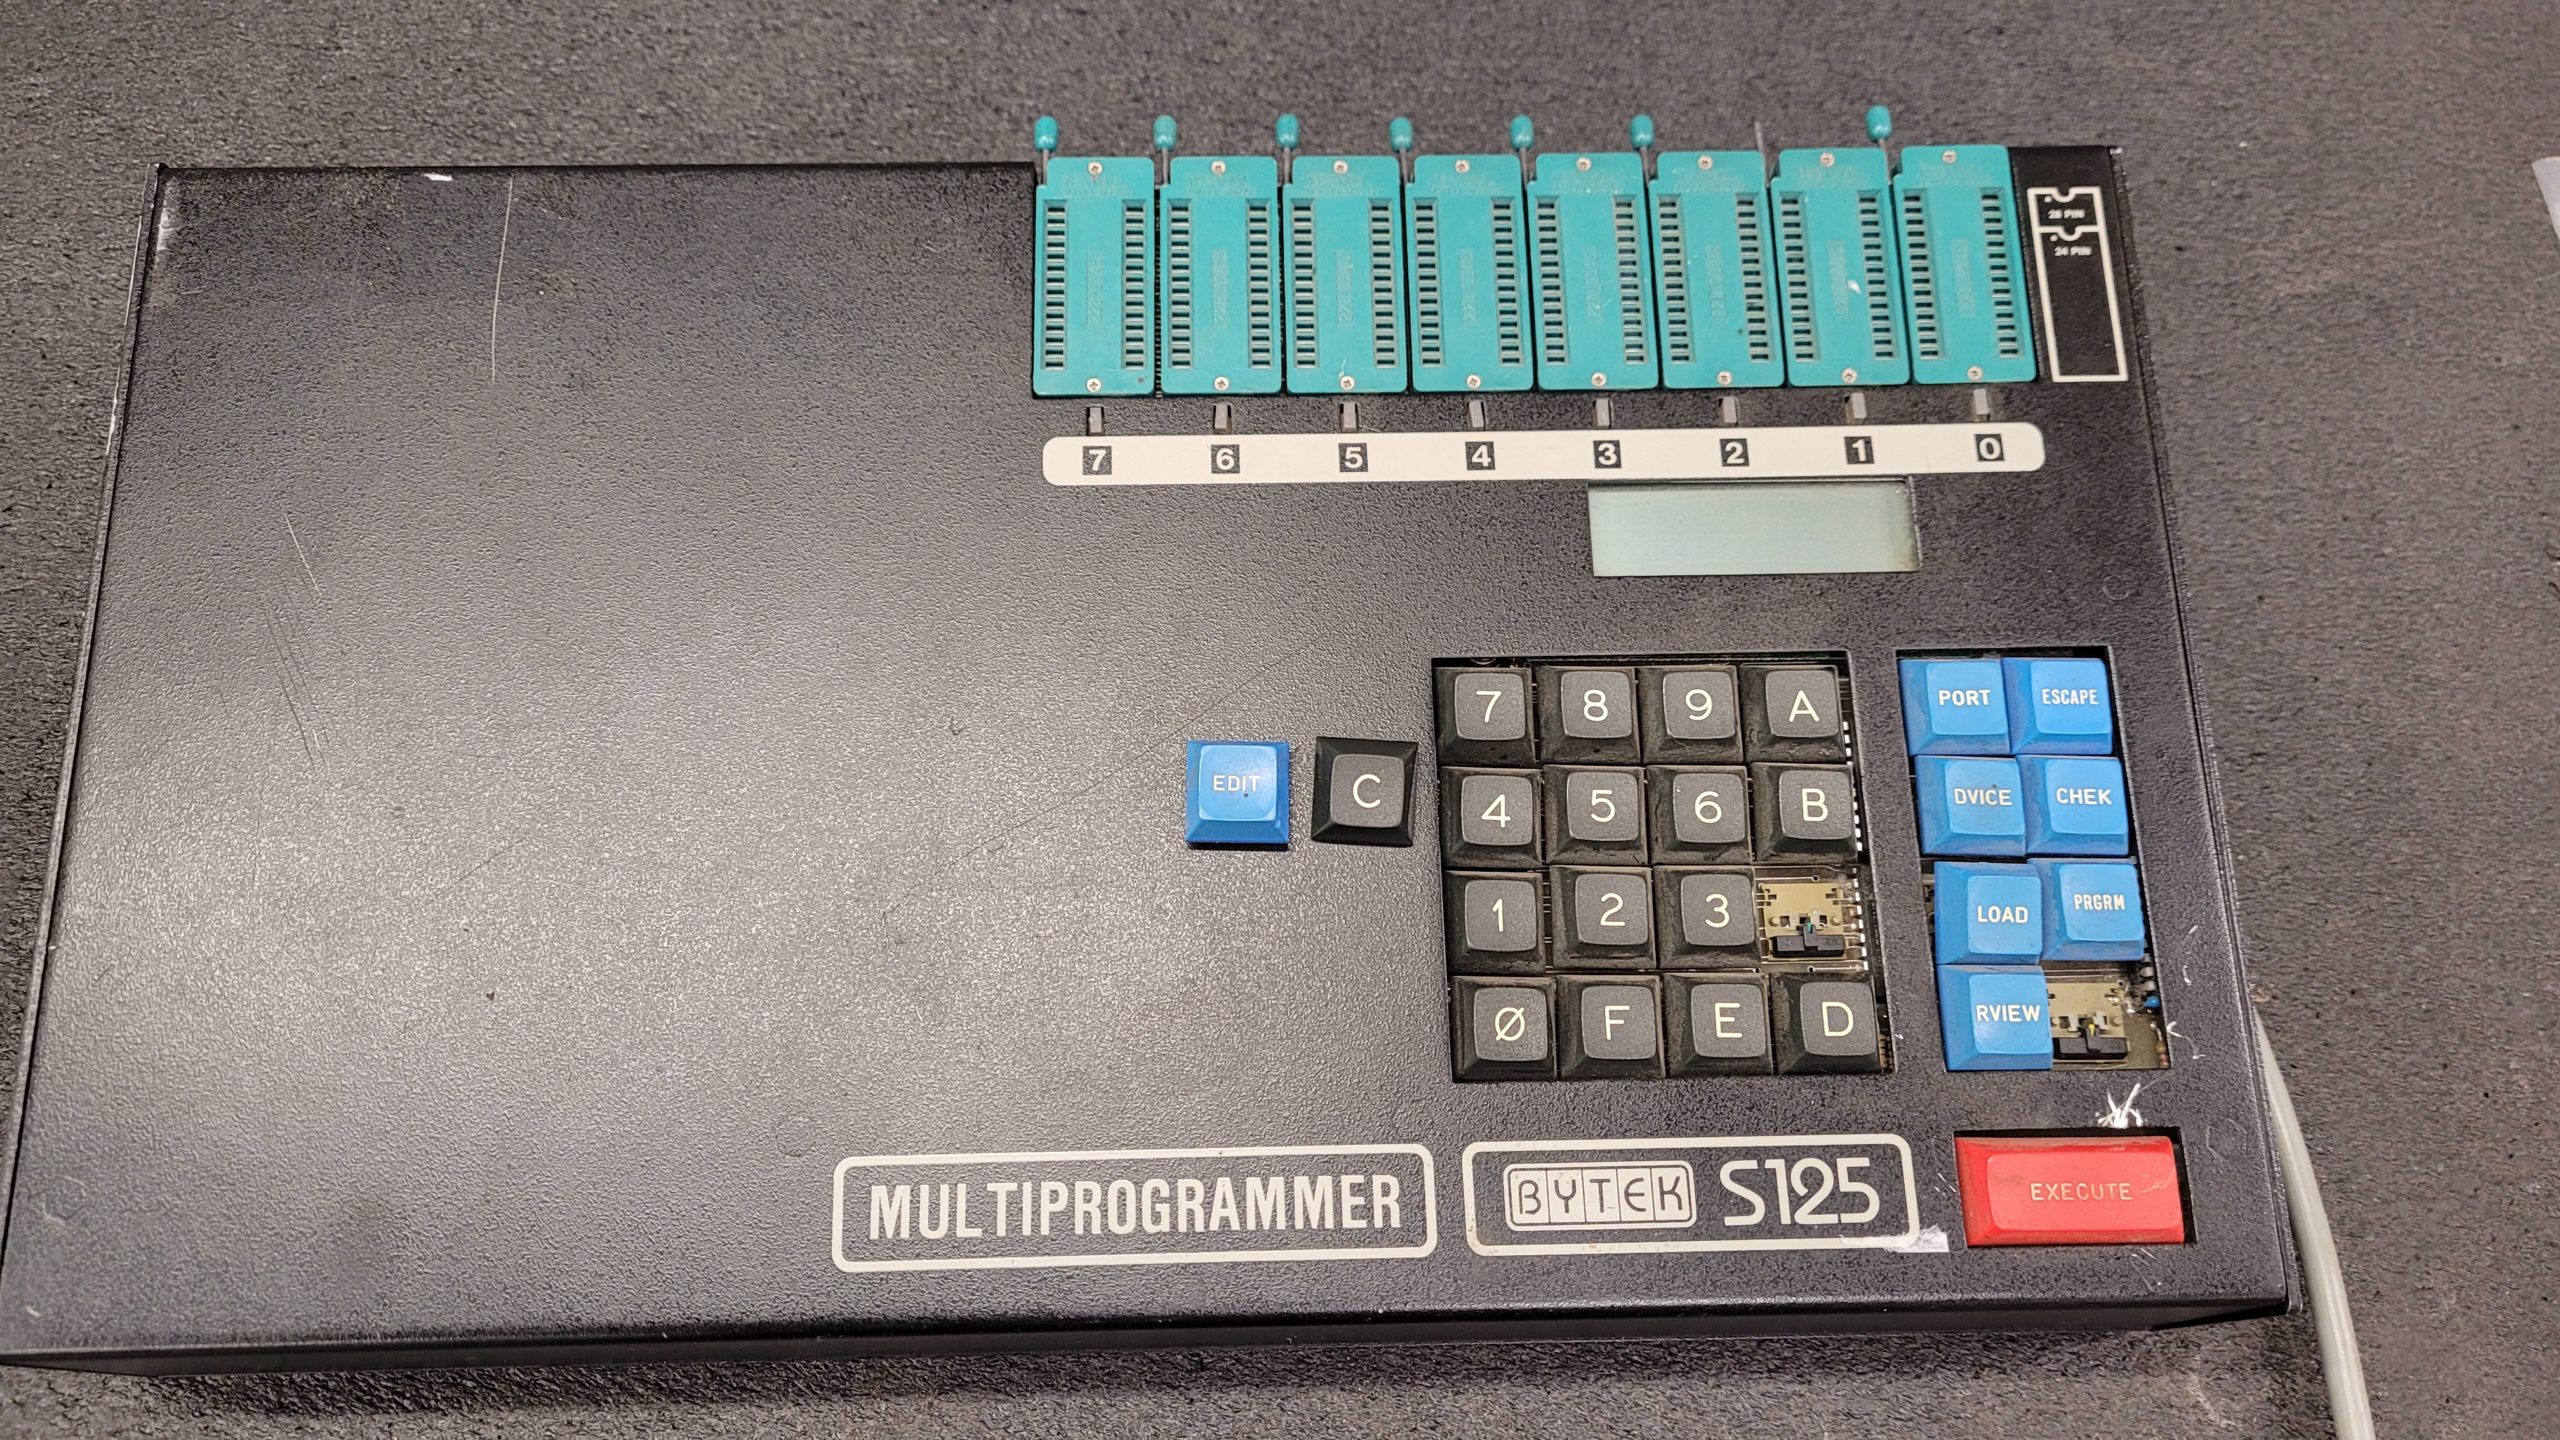 28 PIN
24 PIN
7 6 5 4 3 2 1 0
7 8 9 A
PORT ESCAPE
EDIT C
4 5 6 B
DVICE CHEK
1 2 3
LOAD PRGRM
Ø F E D
RVIEW
MULTIPROGRAMMER
BYTEK S125
EXECUTE